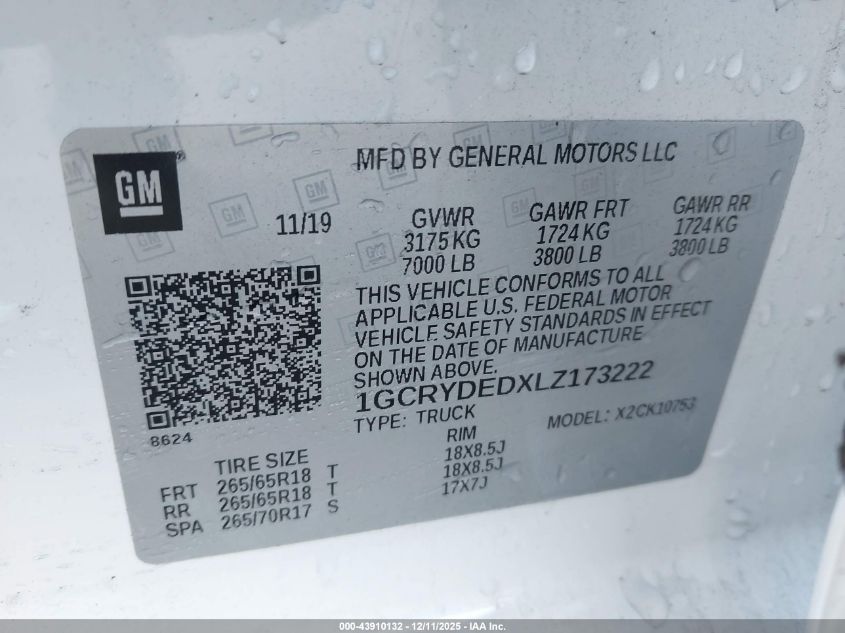 GM
MFD BY GENERAL MOTORS LLC
11/19
GVWR GAWR FRT GAWR RR
3175 KG 1724 KG 1724 KG
7000 LB 3800 LB 3800 LB
THIS VEHICLE CONFORMS TO ALL
APPLICABLE U.S. FEDERAL MOTOR
VEHICLE SAFETY STANDARDS IN EFFECT
ON THE DATE OF MANUFACTURE
SHOWN ABOVE.
1GCRYDEDXLZ173222
TYPE: TRUCK MODEL: X2CK10753
8624
TIRE SIZE RIM
FRT 265/65R18 T 18X8.5J
RR 265/65R18 T 18X8.5J
SPA 265/70R17 S 17X7J
000-43910132 - 12/11/2025 - IAA Inc.